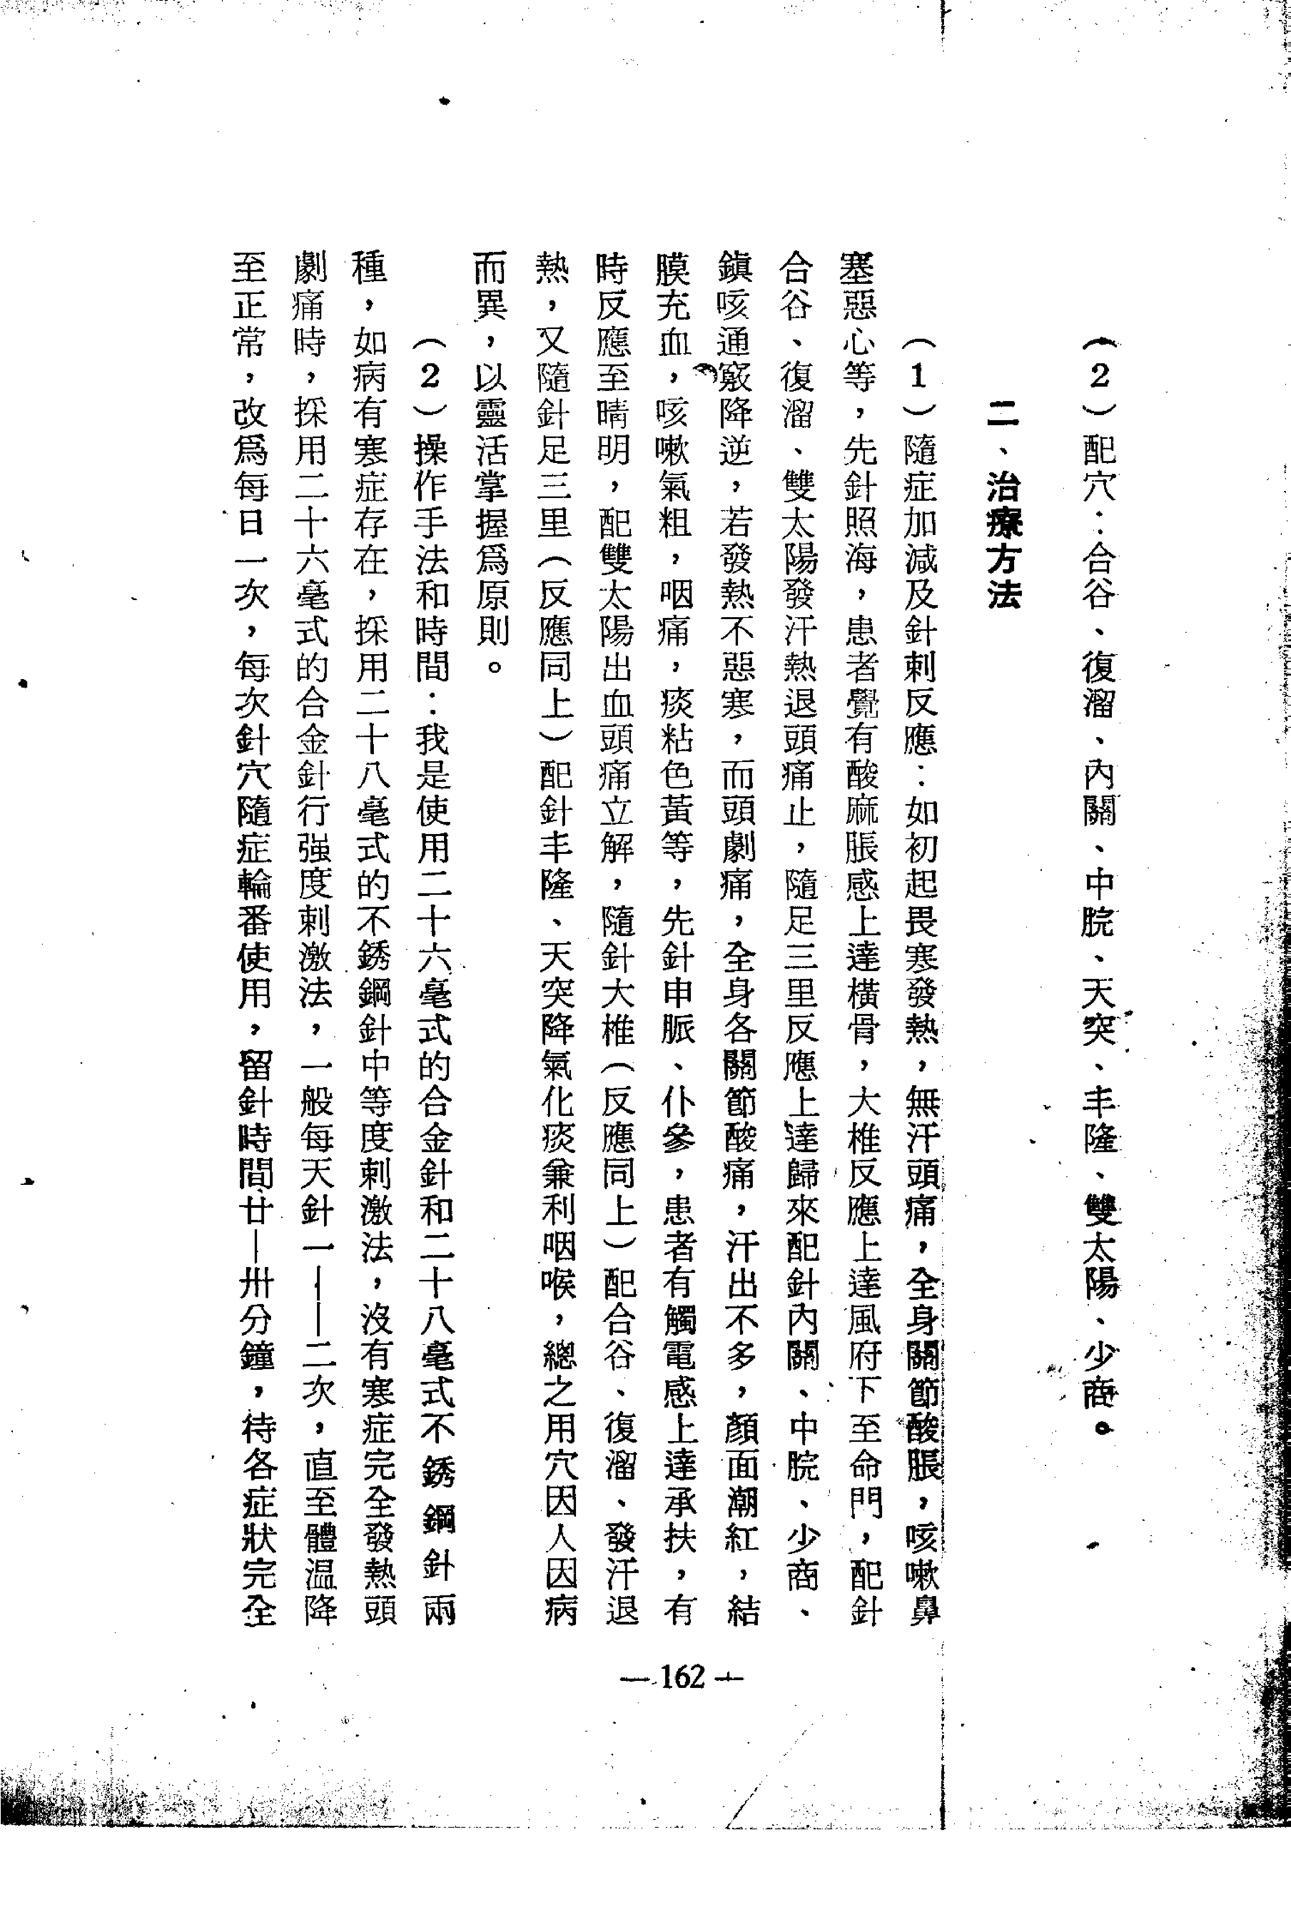 （2）配穴：合谷、復溜、內關、中脘、天突、丰隆、雙太陽、少商。
二、治療方法
（1）隨症加減及針刺反應：如初起畏寒發熱，無汗頭痛，全身關節酸脹，咳嗽鼻
塞惡心等，先針照海，患者覺有酸麻脹感上達橫骨，大椎反應上達風府下至命門，配針
合谷、復溜、雙太陽發汗熱退頭痛止，隨足三里反應上達歸來配針內關、中脘、少商、
鎮咳通竅降逆，若發熱不惡寒，而頭劇痛，全身各關節酸痛，汗出不多，顏面潮紅，結
膜充血，咳嗽氣粗，咽痛，痰粘色黃等，先針申脈、仆參，患者有觸電感上達承扶，有
時反應至晴明，配雙太陽出血頭痛立解，隨針大椎（反應同上）配合谷、復溜、發汗退
熱，又隨針足三里（反應同上）配針丰隆、天突降氣化痰兼利咽喉，總之用穴因人因病
而異，以靈活掌握爲原則。
（2）操作手法和時間：我是使用二十六毫式的合金針和二十八毫式不銹鋼針兩
種，如病有寒症存在，採用二十八毫式的不銹鋼針中等度刺激法，沒有寒症完全發熱頭
劇痛時，採用二十六毫式的合金針行强度刺激法，一般每天針一——二次，直至體溫降
至正常，改爲每日一次，每次針穴隨症輪番使用，留針時間廿—卅分鐘，待各症狀完全
— 162 —